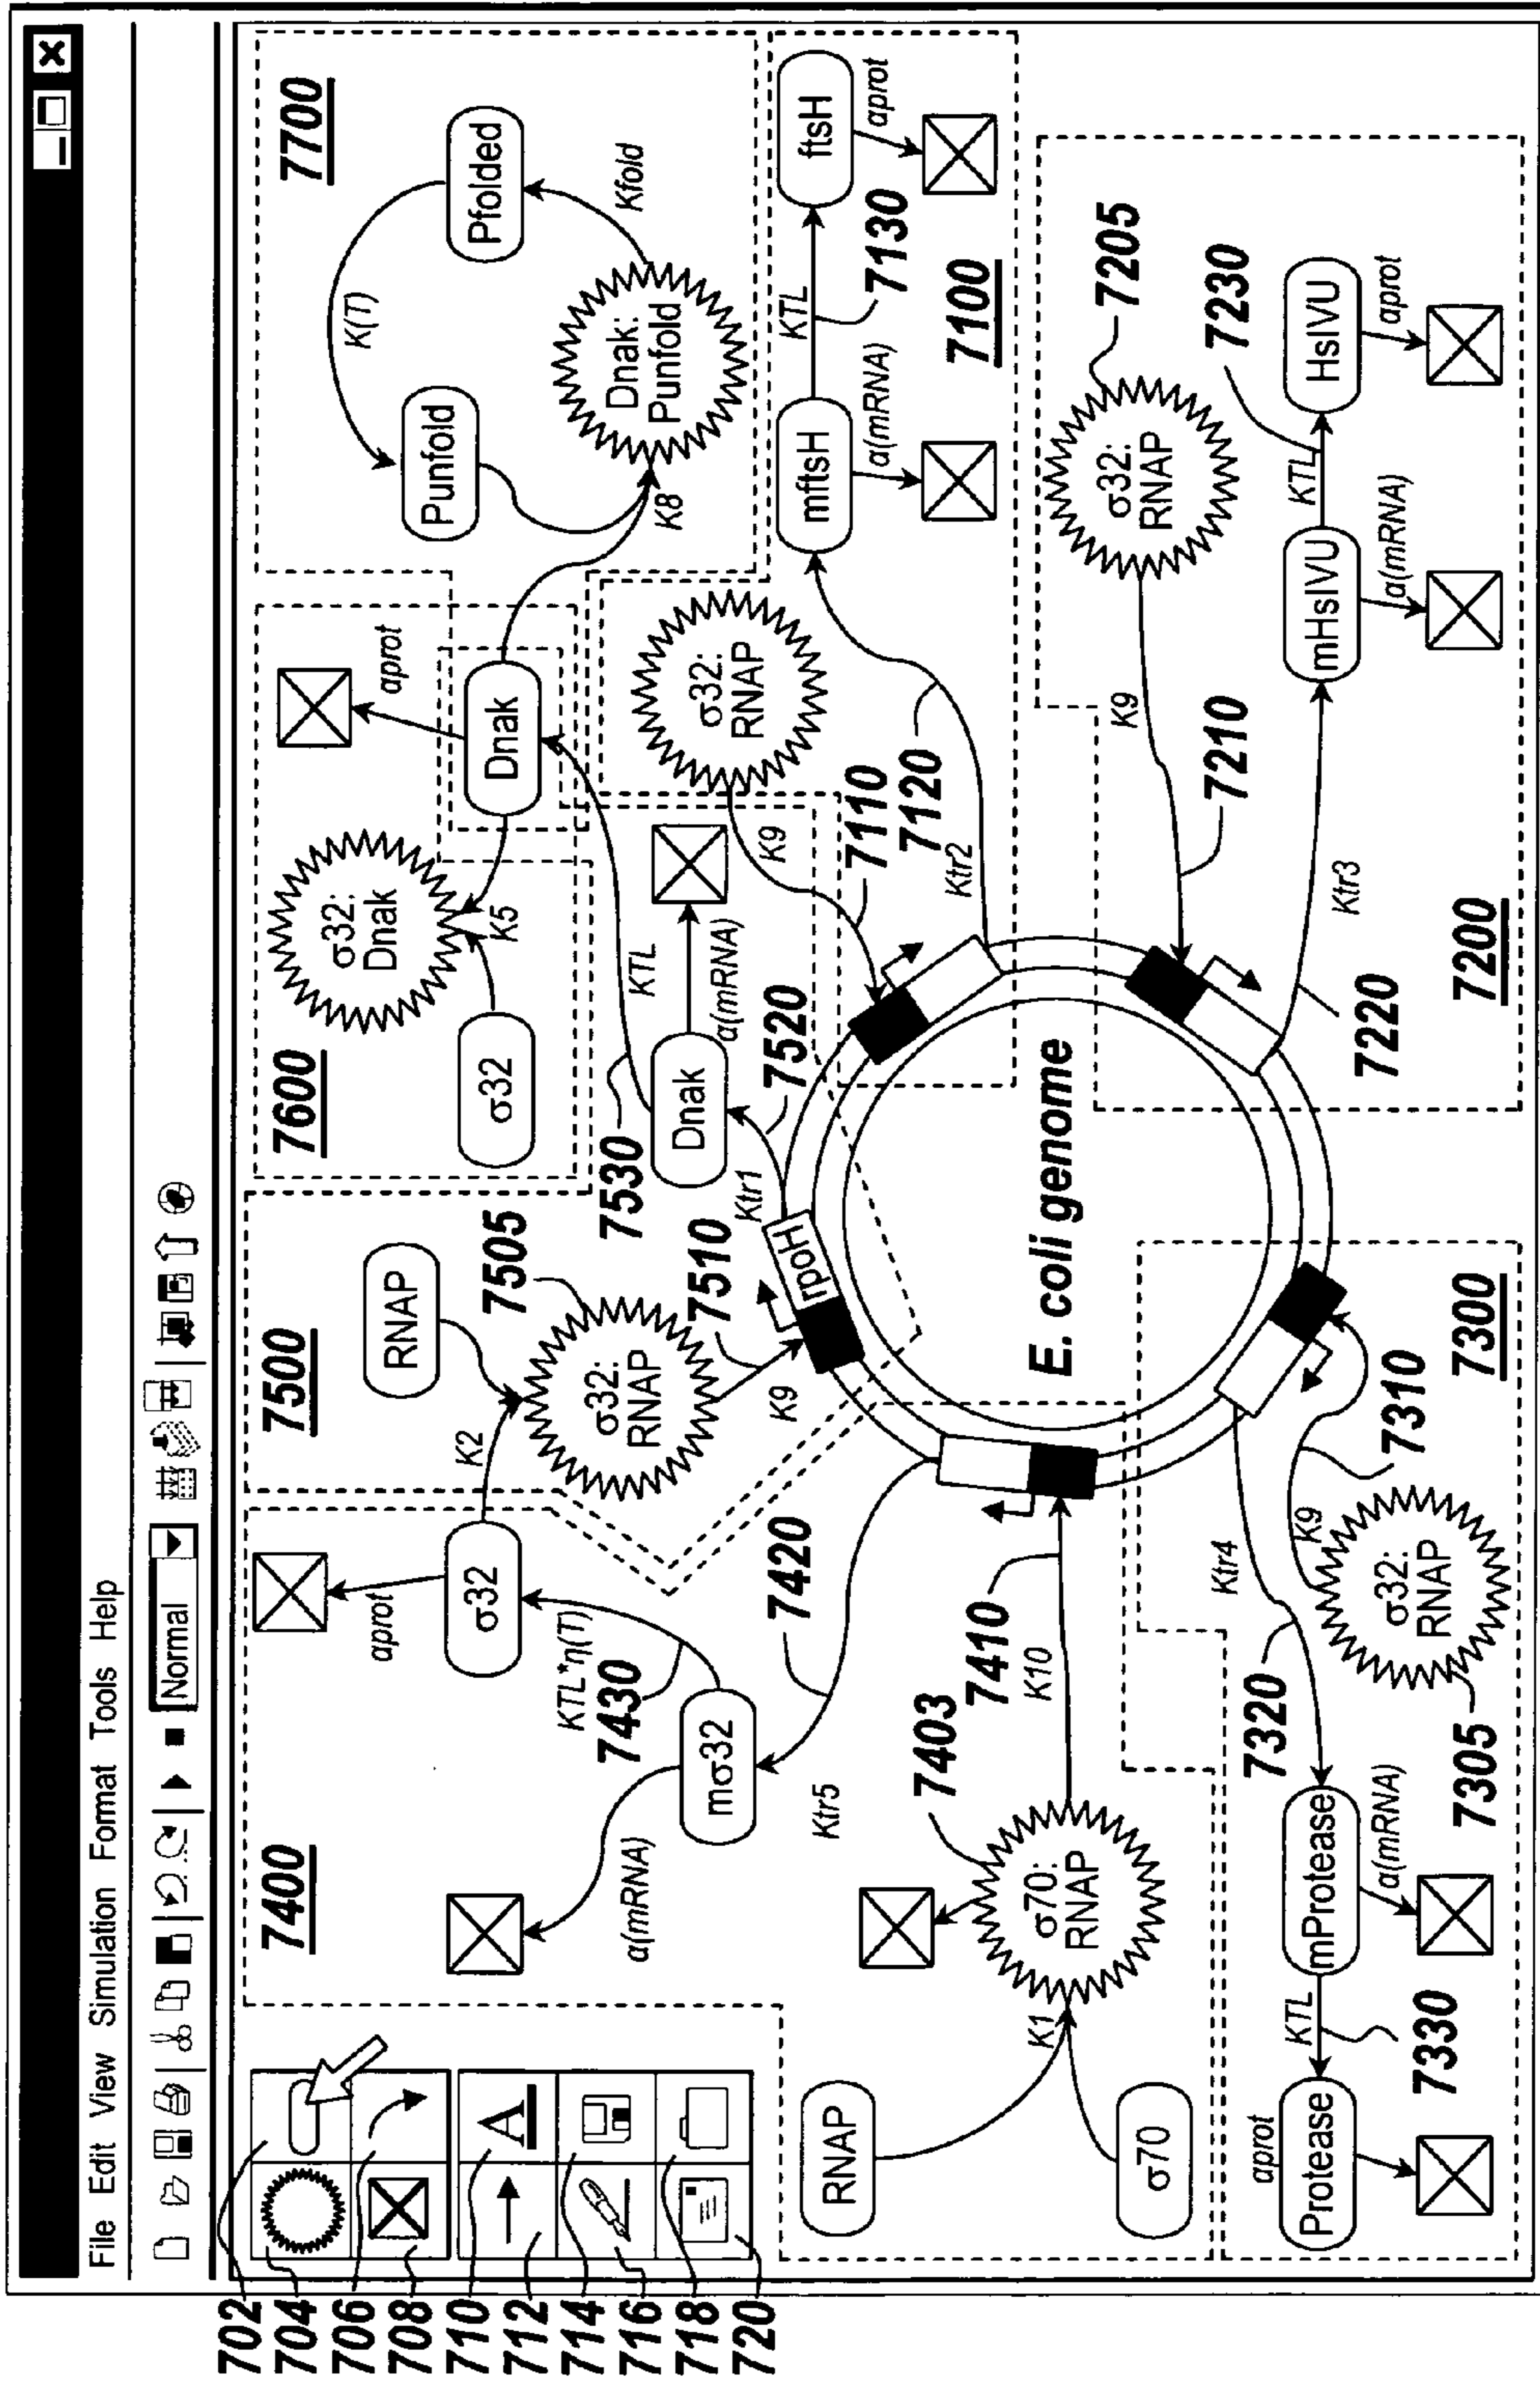 File Edit View Simulation Format Tools Help
Normal
702
704
706
708
710
712
714
716
718
720
A
7400
aprot
σ32
KTL*η(T)
7430
α(mRNA)
mσ32
7420
Ktr5
7403
7410
K10
σ70:
RNAP
K1
RNAP
σ70
7500
RNAP
K2
7505
σ32:
RNAP
7510
K9
rpoH
Ktr1
7520
Dnak
α(mRNA)
KTL
7530
7600
σ32:
Dnak
σ32
K5
Dnak
aprot
7700
K(T)
Punfold
Pfolded
Kfold
Dnak:
Punfold
K8
σ32:
RNAP
K9
7110
7120
Ktr2
mftsH
α(mRNA)
KTL
7130
ftsH
aprot
7100
E. coli genome
7205
σ32:
RNAP
K9
7210
7230
KTL
mHslVU
HslVU
α(mRNA)
aprot
Ktr3
7220
7200
7300
7310
K9
σ32:
RNAP
7305
Ktr4
7320
mProtease
α(mRNA)
KTL
7330
aprot
Protease